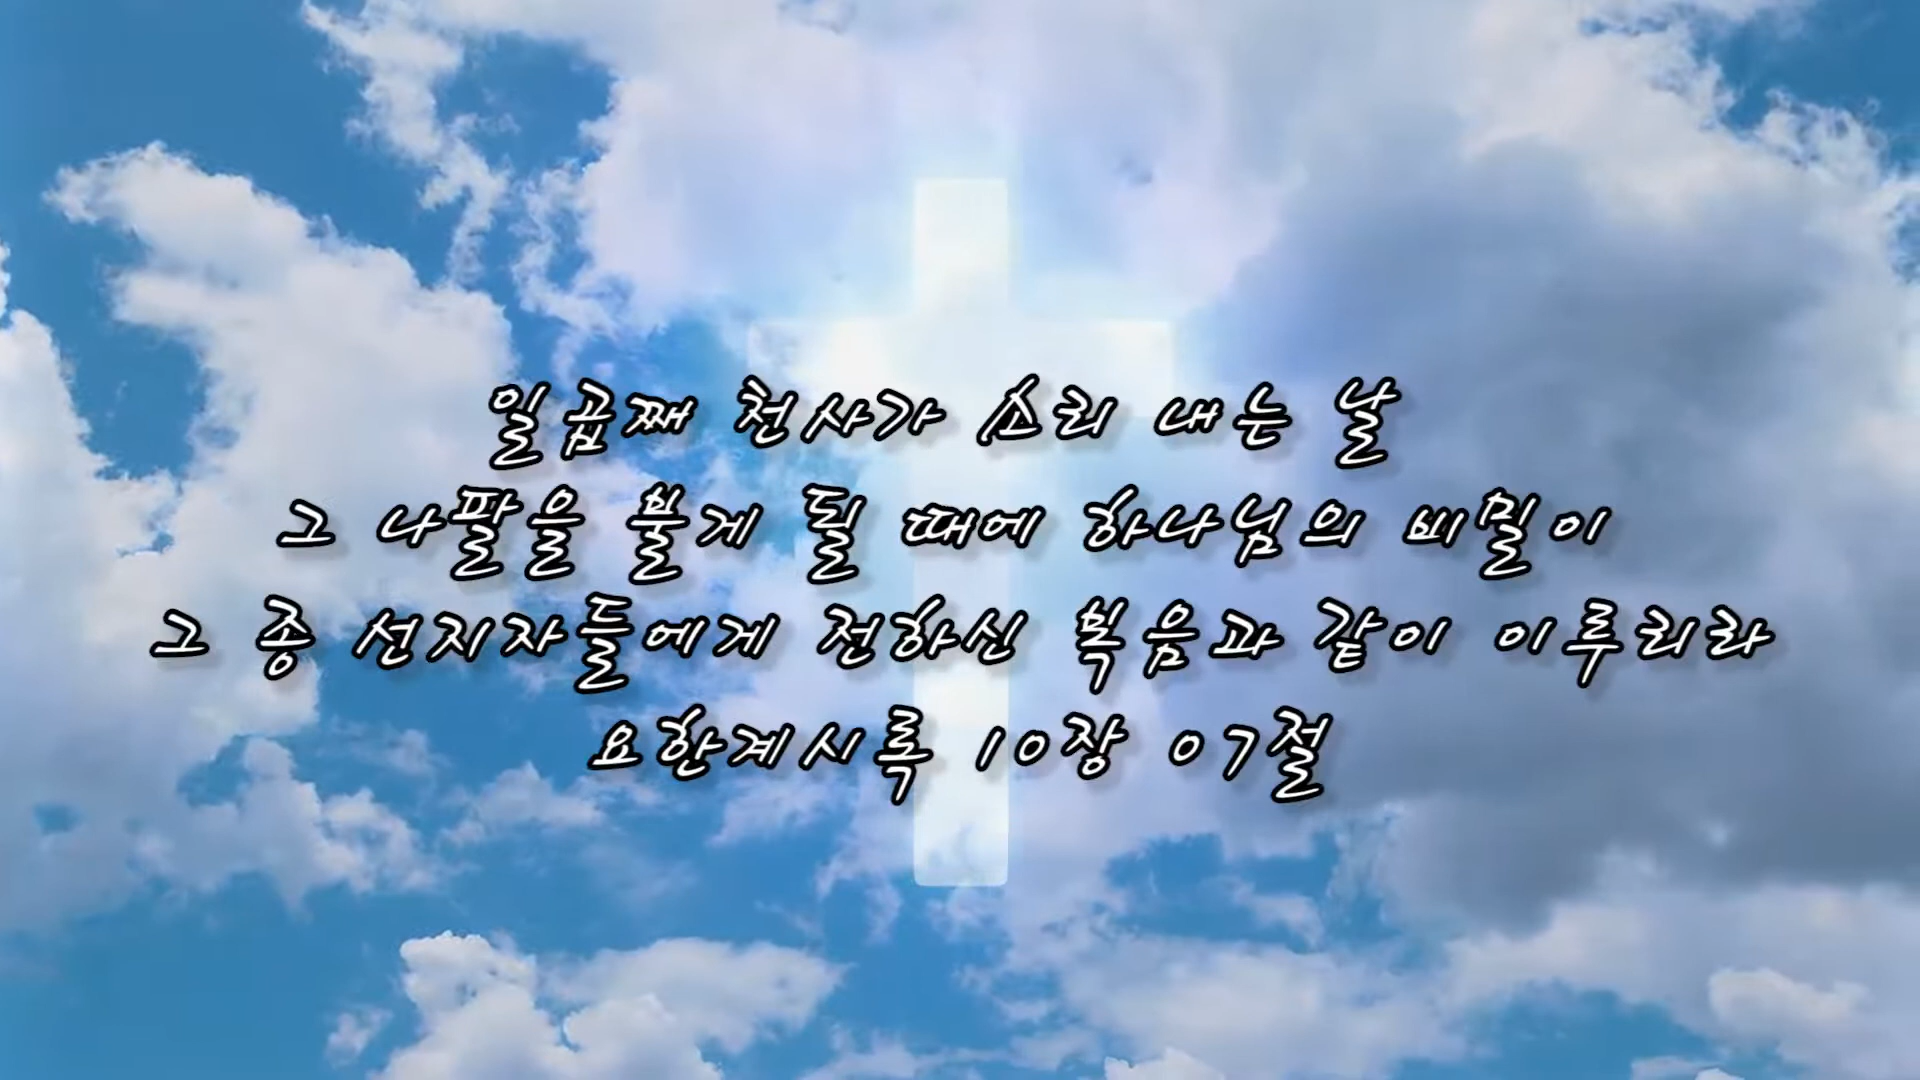 일곱째 천사가 소리 내는 날
그 나팔을 불게 될 때에 하나님의 비밀이
그 종 선지자들에게 전하신 복음과 같이 이루리라
요한계시록 10장 07절